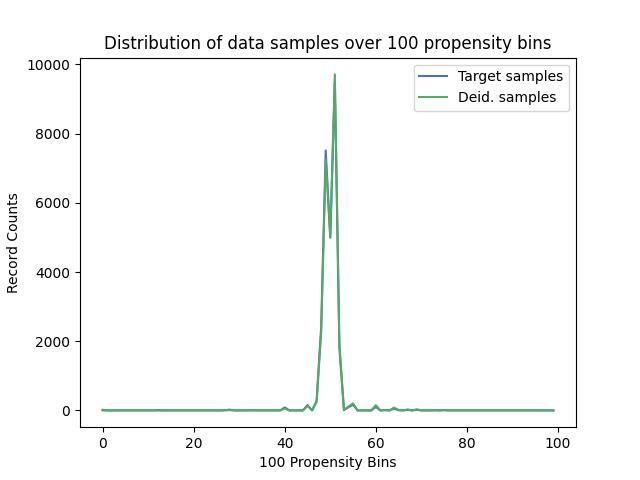 Distribution of data samples over 100 propensity bins
Target samples
Deid. samples
Record Counts
10000
8000
6000
4000
2000
0
0 20 40 60 80 100
100 Propensity Bins